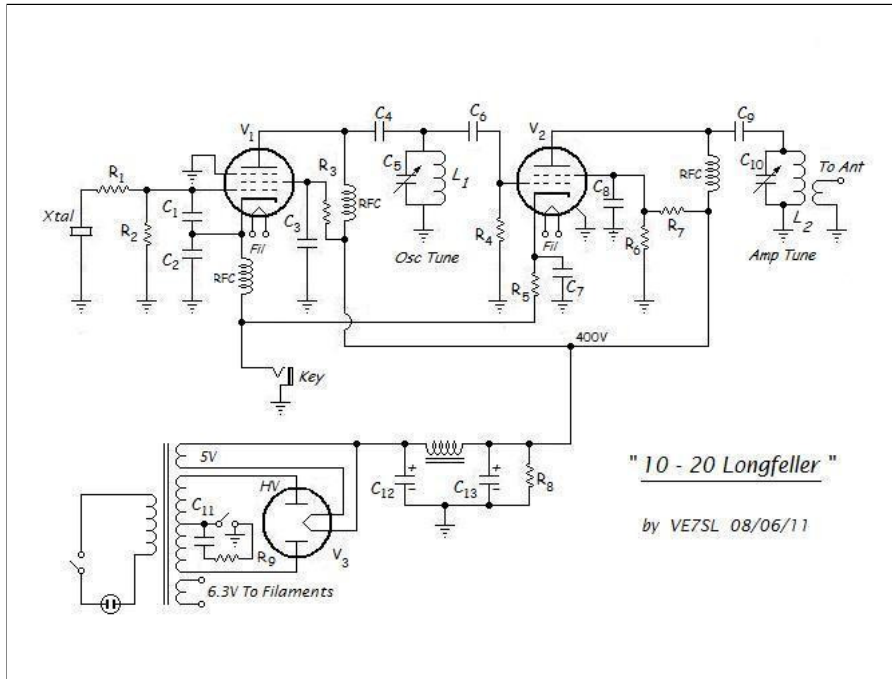 C4
C6
C9
V1
V2
R3
C5
L1
C10
To Ant
R1
RFC
C8
RFC
Xtal
C1
C3
L2
R2
Fil
R4
Fil
R6
R7
C2
Osc Tune
Amp Tune
RFC
R5
C7
400V
Key
5V
HV
C12
+
-
C13
+
-
R8
" 10 - 20 Longfeller "
C11
by VE7SL 08/06/11
R9
V3
6.3V To Filaments